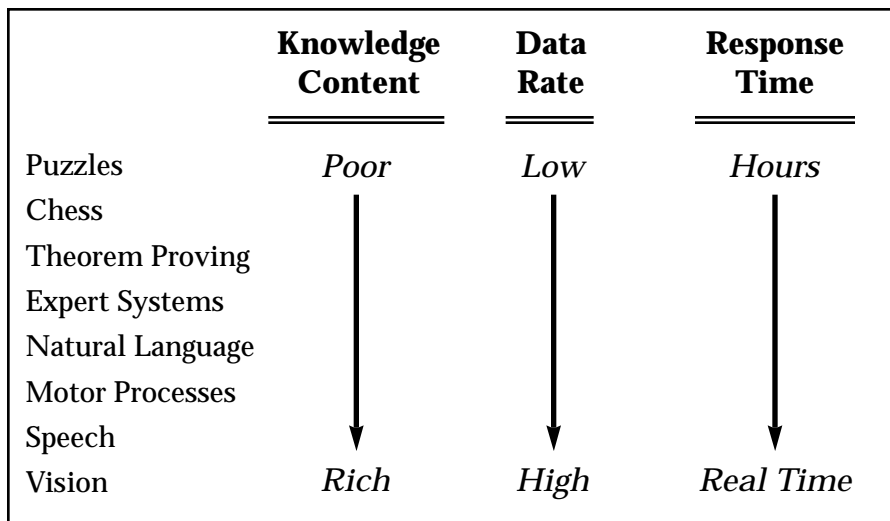 Knowledge Data Response
Content Rate Time
Puzzles Poor Low Hours
Chess
Theorem Proving
Expert Systems
Natural Language
Motor Processes
Speech
Vision Rich High Real Time